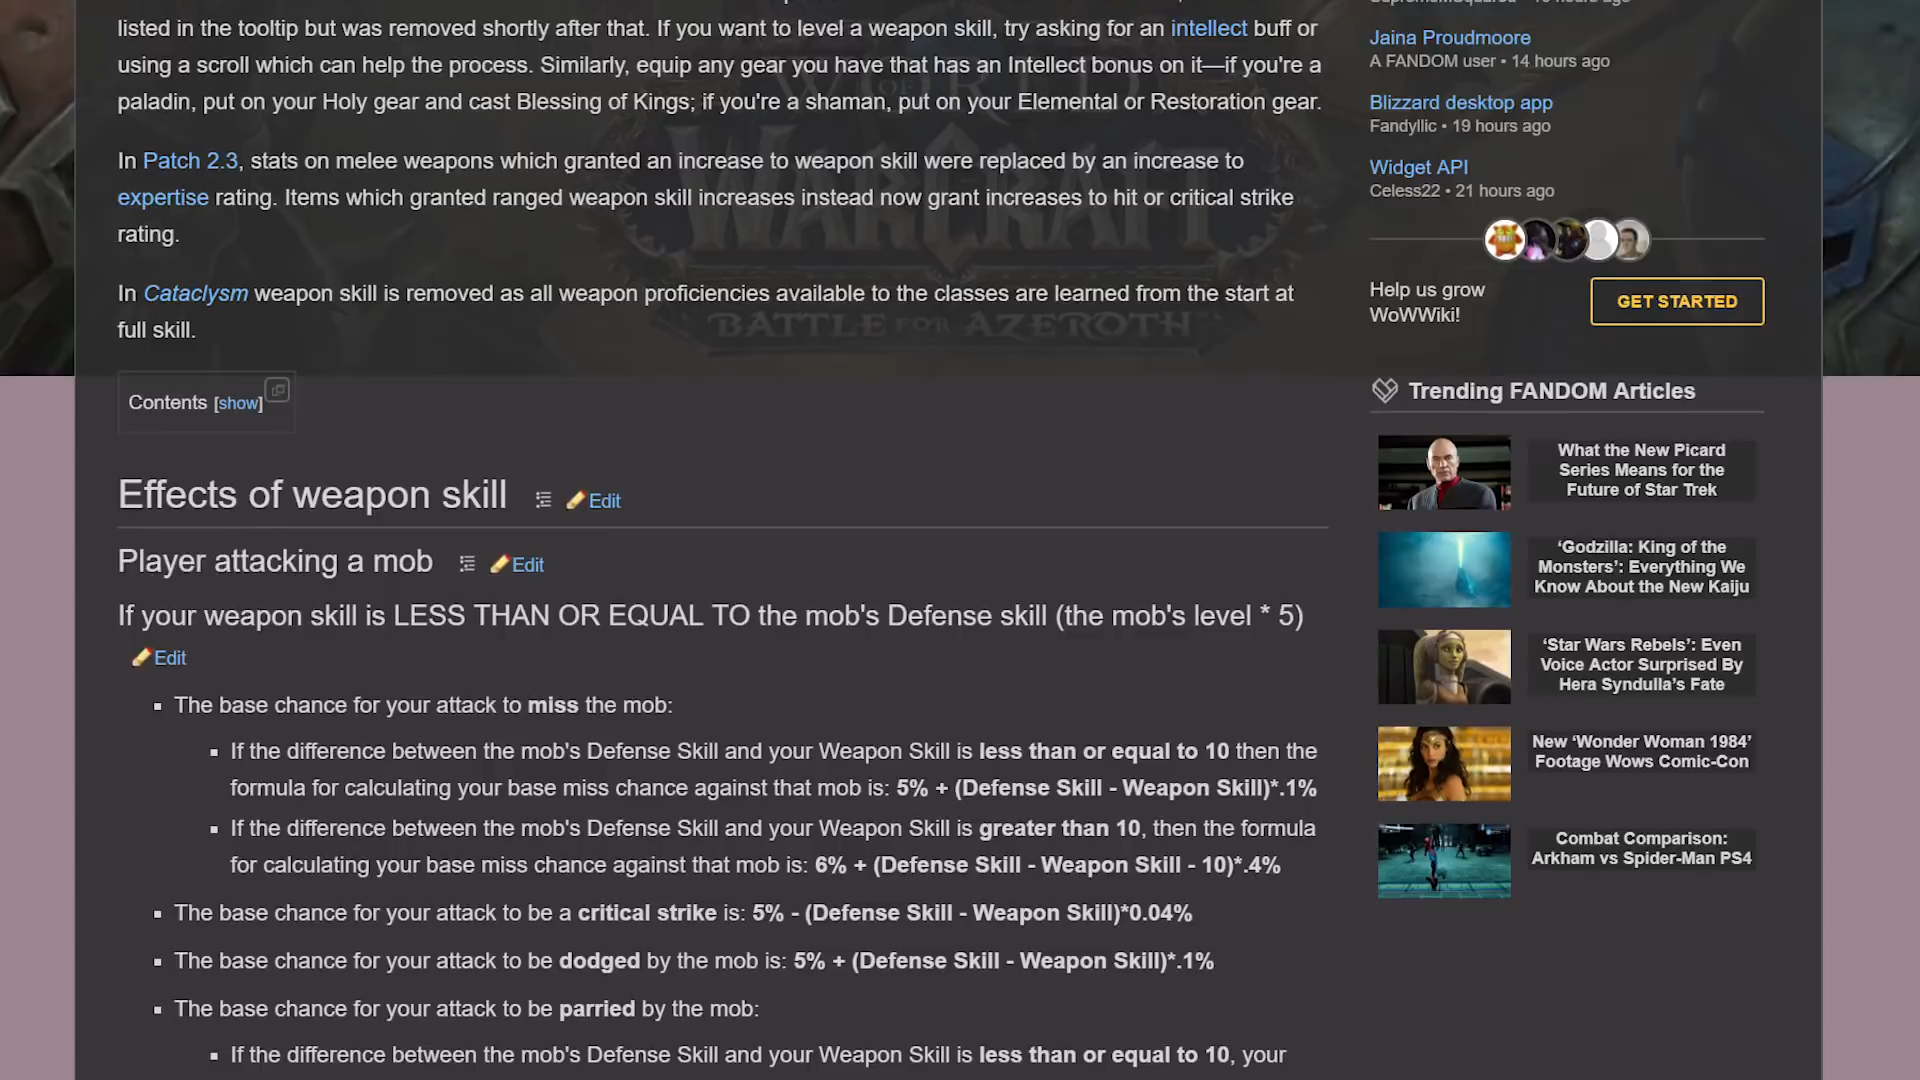 listed in the tooltip but was removed shortly after that. If you want to level a weapon skill, try asking for an intellect buff or
using a scroll which can help the process. Similarly, equip any gear you have that has an Intellect bonus on it—if you're a
paladin, put on your Holy gear and cast Blessing of Kings; if you're a shaman, put on your Elemental or Restoration gear.
In Patch 2.3, stats on melee weapons which granted an increase to weapon skill were replaced by an increase to
expertise rating. Items which granted ranged weapon skill increases instead now grant increases to hit or critical strike
rating.
In Cataclysm weapon skill is removed as all weapon proficiencies available to the classes are learned from the start at
full skill.
WORLD
OF
WARCRAFT
BATTLE FOR AZEROTH
Contents [show]
Effects of weapon skill Edit
Player attacking a mob Edit
If your weapon skill is LESS THAN OR EQUAL TO the mob's Defense skill (the mob's level * 5)
Edit
The base chance for your attack to miss the mob:
If the difference between the mob's Defense Skill and your Weapon Skill is less than or equal to 10 then the
formula for calculating your base miss chance against that mob is: 5% + (Defense Skill - Weapon Skill)*.1%
If the difference between the mob's Defense Skill and your Weapon Skill is greater than 10, then the formula
for calculating your base miss chance against that mob is: 6% + (Defense Skill - Weapon Skill - 10)*.4%
The base chance for your attack to be a critical strike is: 5% - (Defense Skill - Weapon Skill)*0.04%
The base chance for your attack to be dodged by the mob is: 5% + (Defense Skill - Weapon Skill)*.1%
The base chance for your attack to be parried by the mob:
If the difference between the mob's Defense Skill and your Weapon Skill is less than or equal to 10, your
Jaina Proudmoore
A FANDOM user • 14 hours ago
Blizzard desktop app
Fandyllic • 19 hours ago
Widget API
Celess22 • 21 hours ago
Help us grow
WoWWiki!
GET STARTED
Trending FANDOM Articles
What the New Picard
Series Means for the
Future of Star Trek
‘Godzilla: King of the
Monsters’: Everything We
Know About the New Kaiju
‘Star Wars Rebels’: Even
Voice Actor Surprised By
Hera Syndulla’s Fate
New ‘Wonder Woman 1984’
Footage Wows Comic-Con
Combat Comparison:
Arkham vs Spider-Man PS4